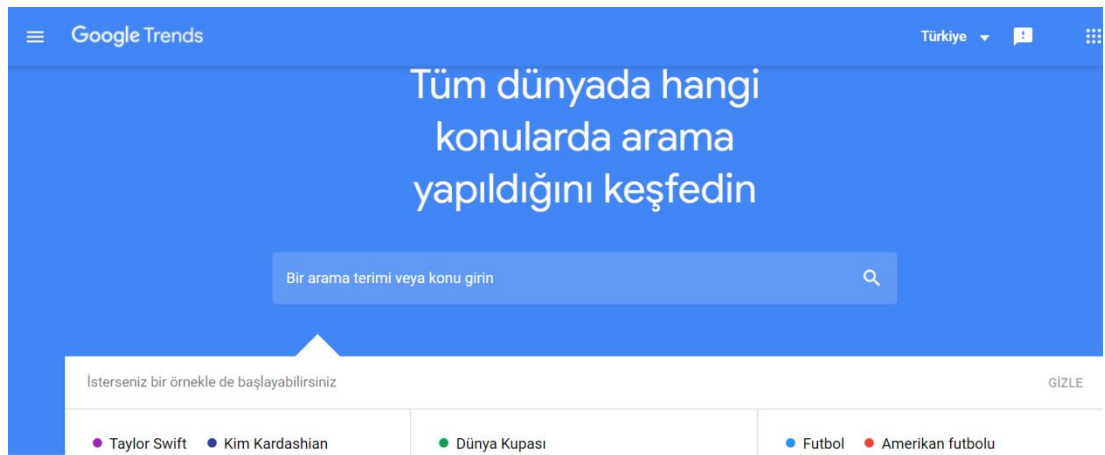 Google Trends
Türkiye
Tüm dünyada hangi
konularda arama
yapıldığını keşfedin
Bir arama terimi veya konu girin
İsterseniz bir örnekle de başlayabilirsiniz
GİZLE
Taylor Swift Kim Kardashian
Dünya Kupası
Futbol Amerikan futbolu